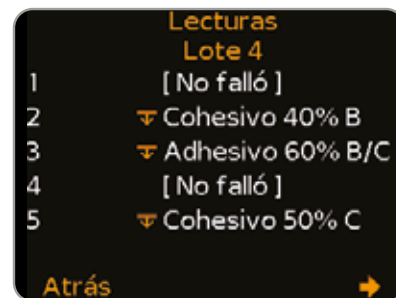 Lecturas
Lote 4
1 [ No falló ]
2 Cohesivo 40% B
3 Adhesivo 60% B/C
4 [ No falló ]
5 Cohesivo 50% C
Atrás